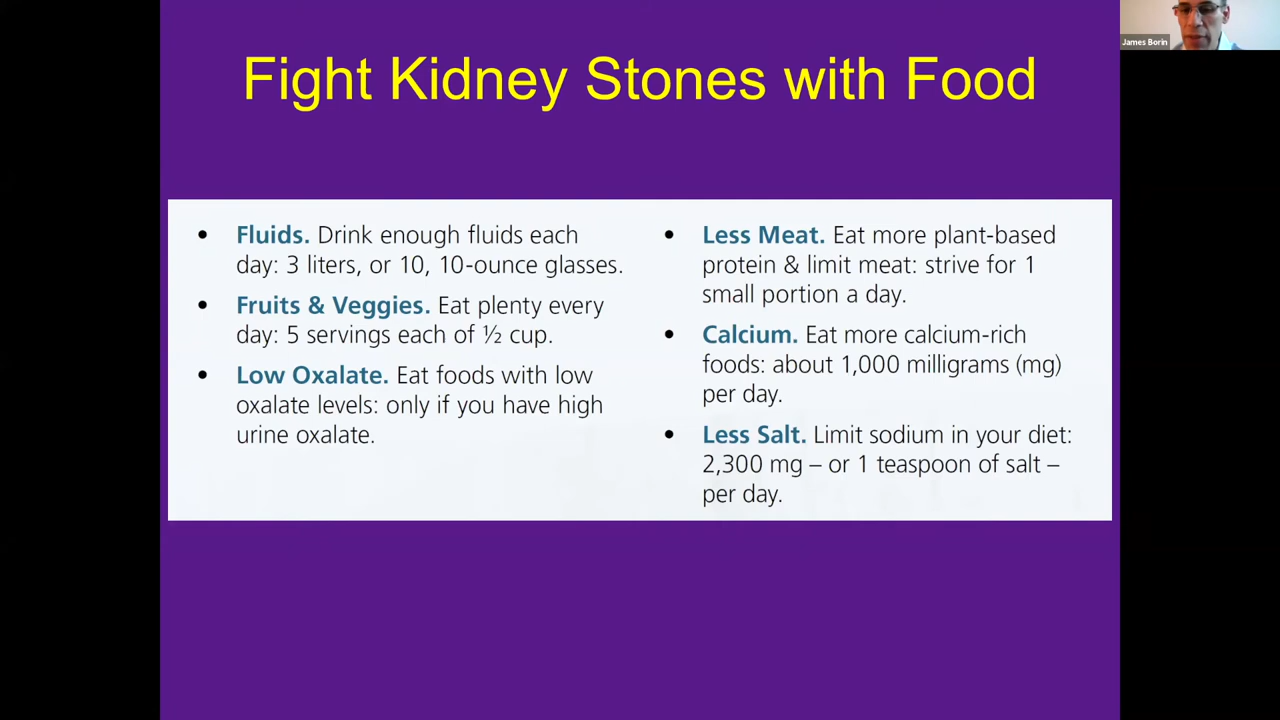 James Borin
Fight Kidney Stones with Food
• Fluids. Drink enough fluids each
day: 3 liters, or 10, 10-ounce glasses.
• Fruits & Veggies. Eat plenty every
day: 5 servings each of ½ cup.
• Low Oxalate. Eat foods with low
oxalate levels: only if you have high
urine oxalate.
• Less Meat. Eat more plant-based
protein & limit meat: strive for 1
small portion a day.
• Calcium. Eat more calcium-rich
foods: about 1,000 milligrams (mg)
per day.
• Less Salt. Limit sodium in your diet:
2,300 mg – or 1 teaspoon of salt –
per day.